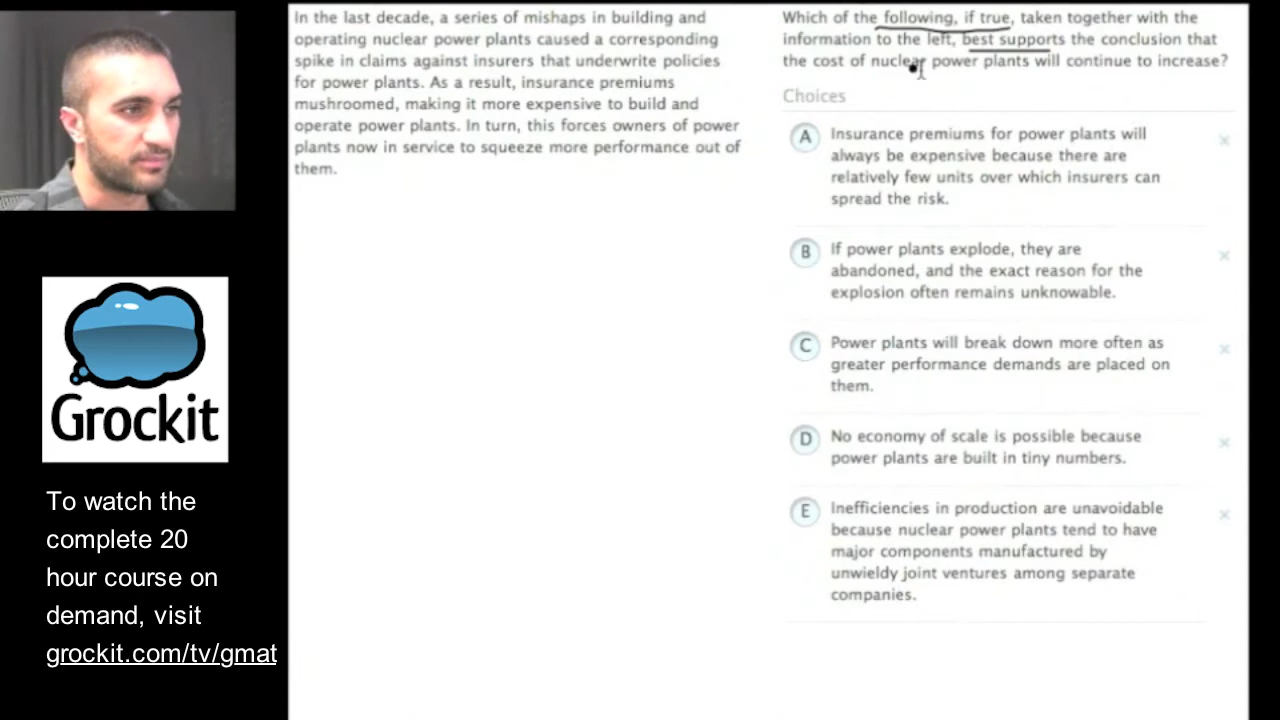 In the last decade, a series of mishaps in building and
operating nuclear power plants caused a corresponding
spike in claims against insurers that underwrite policies
for power plants. As a result, insurance premiums
mushroomed, making it more expensive to build and
operate power plants. In turn, this forces owners of power
plants now in service to squeeze more performance out of
them.
Which of the following, if true, taken together with the
information to the left, best supports the conclusion that
the cost of nuclear power plants will continue to increase?
Choices
A Insurance premiums for power plants will
always be expensive because there are
relatively few units over which insurers can
spread the risk.
B If power plants explode, they are
abandoned, and the exact reason for the
explosion often remains unknowable.
C Power plants will break down more often as
greater performance demands are placed on
them.
D No economy of scale is possible because
power plants are built in tiny numbers.
E Inefficiencies in production are unavoidable
because nuclear power plants tend to have
major components manufactured by
unwieldy joint ventures among separate
companies.
Grockit
To watch the
complete 20
hour course on
demand, visit
grockit.com/tv/gmat